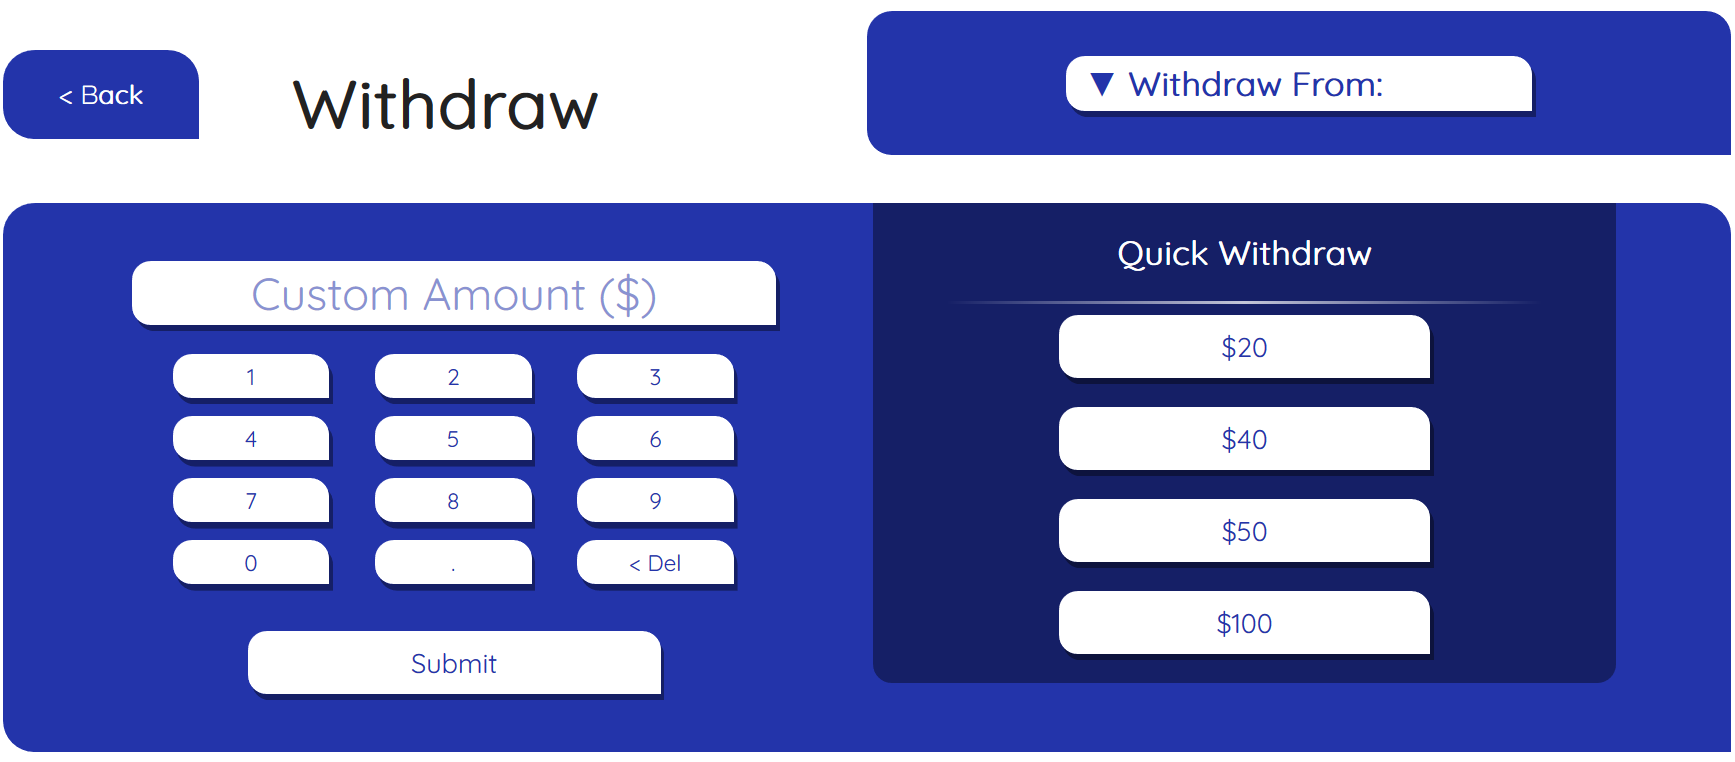 < Back
Withdraw
▼ Withdraw From:
Custom Amount ($)
1 2 3
4 5 6
7 8 9
0 . < Del
Submit
Quick Withdraw
$20
$40
$50
$100